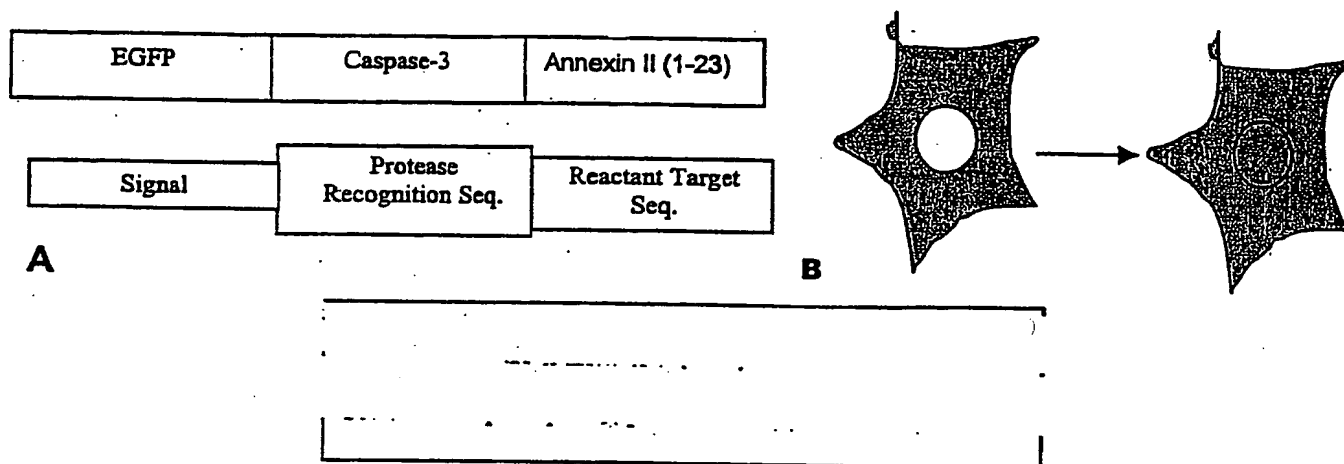 EGFP
Caspase-3
Annexin II (1-23)
Signal
Protease
Recognition Seq.
Reactant Target
Seq.
A
B